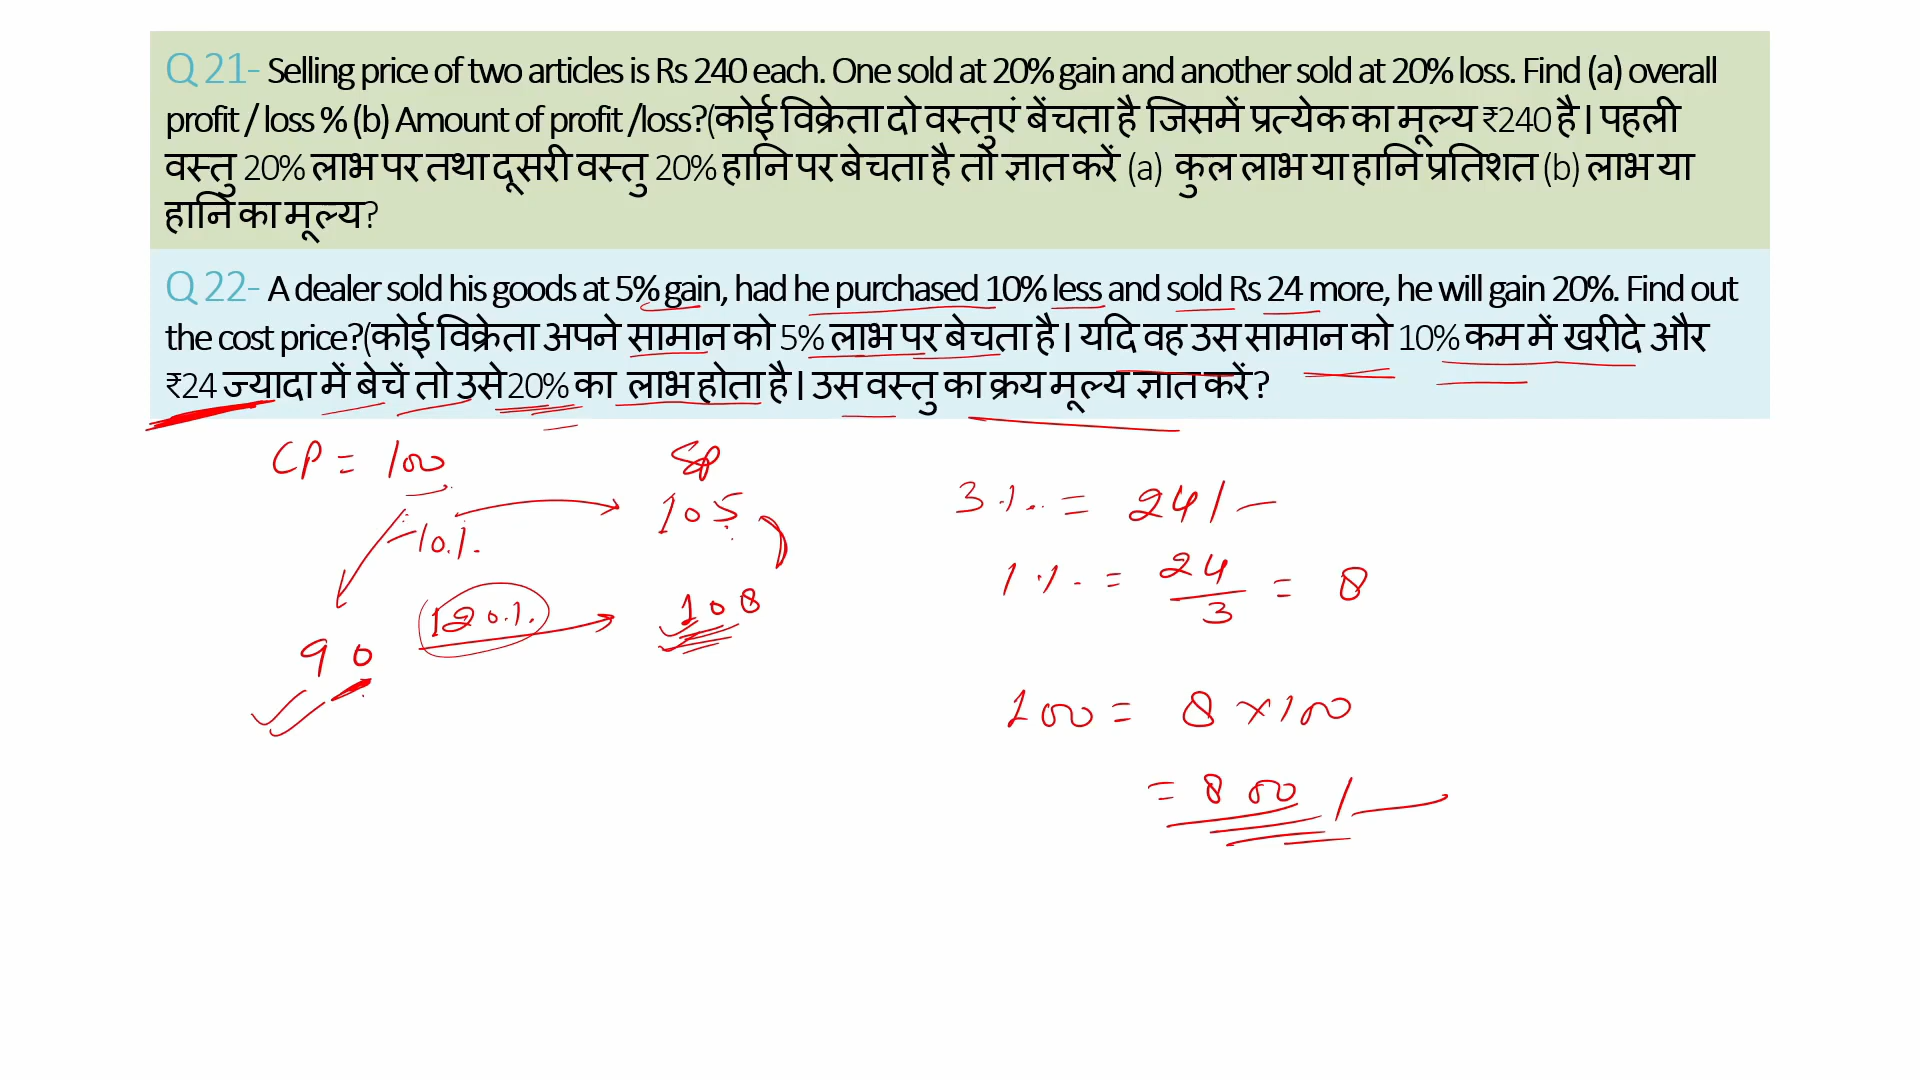 Q 21- Selling price of two articles is Rs 240 each. One sold at 20% gain and another sold at 20% loss. Find (a) overall
profit / loss % (b) Amount of profit /loss?(कोई विक्रेता दो वस्तुएं बेंचता है जिसमें प्रत्येक का मूल्य ₹240 है। पहली
वस्तु 20% लाभ पर तथा दूसरी वस्तु 20% हानि पर बेचता है तो ज्ञात करें (a) कुल लाभ या हानि प्रतिशत (b) लाभ या
हानि का मूल्य?
Q 22- A dealer sold his goods at 5% gain, had he purchased 10% less and sold Rs 24 more, he will gain 20%. Find out
the cost price?(कोई विक्रेता अपने सामान को 5% लाभ पर बेचता है। यदि वह उस सामान को 10% कम में खरीदे और
₹24 ज्यादा में बेचें तो उसे 20% का लाभ होता है। उस वस्तु का क्रय मूल्य ज्ञात करें?
CP = 100
SP
105
-10%
120%
108
90
3% = 24/-
1% = 24/3 = 8
100 = 8 × 100
= 800/-